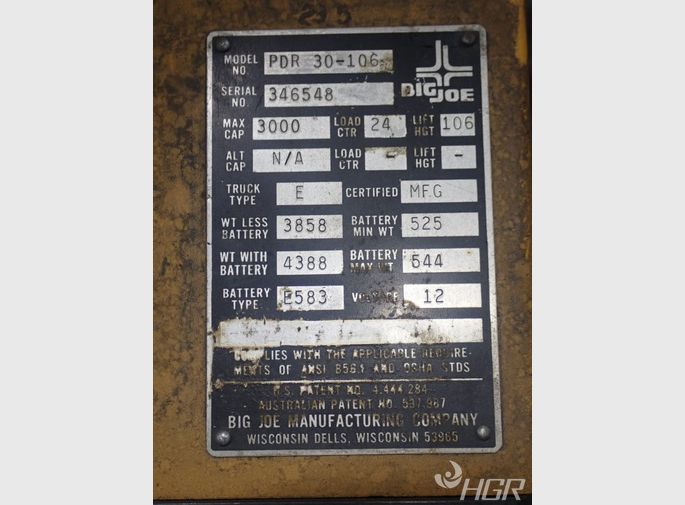 MODEL NO. PDR 30-106
BIG JOE
SERIAL NO. 346548
MAX CAP 3000 LOAD CTR 24 LIFT HGT 106
ALT CAP N/A LOAD CTR - LIFT HGT -
TRUCK TYPE E CERTIFIED MFG
WT LESS BATTERY 3858 BATTERY MIN WT 525
WT WITH BATTERY 4388 BATTERY MAX WT 544
BATTERY TYPE E583 VOLTAGE 12
COMPLIES WITH THE APPLICABLE REQUIRE-
MENTS OF ANSI B56.1 AND OSHA STDS
U.S. PATENT NO. 4.444.284
AUSTRALIAN PATENT NO. 537.987
BIG JOE MANUFACTURING COMPANY
WISCONSIN DELLS, WISCONSIN 53965
HGR